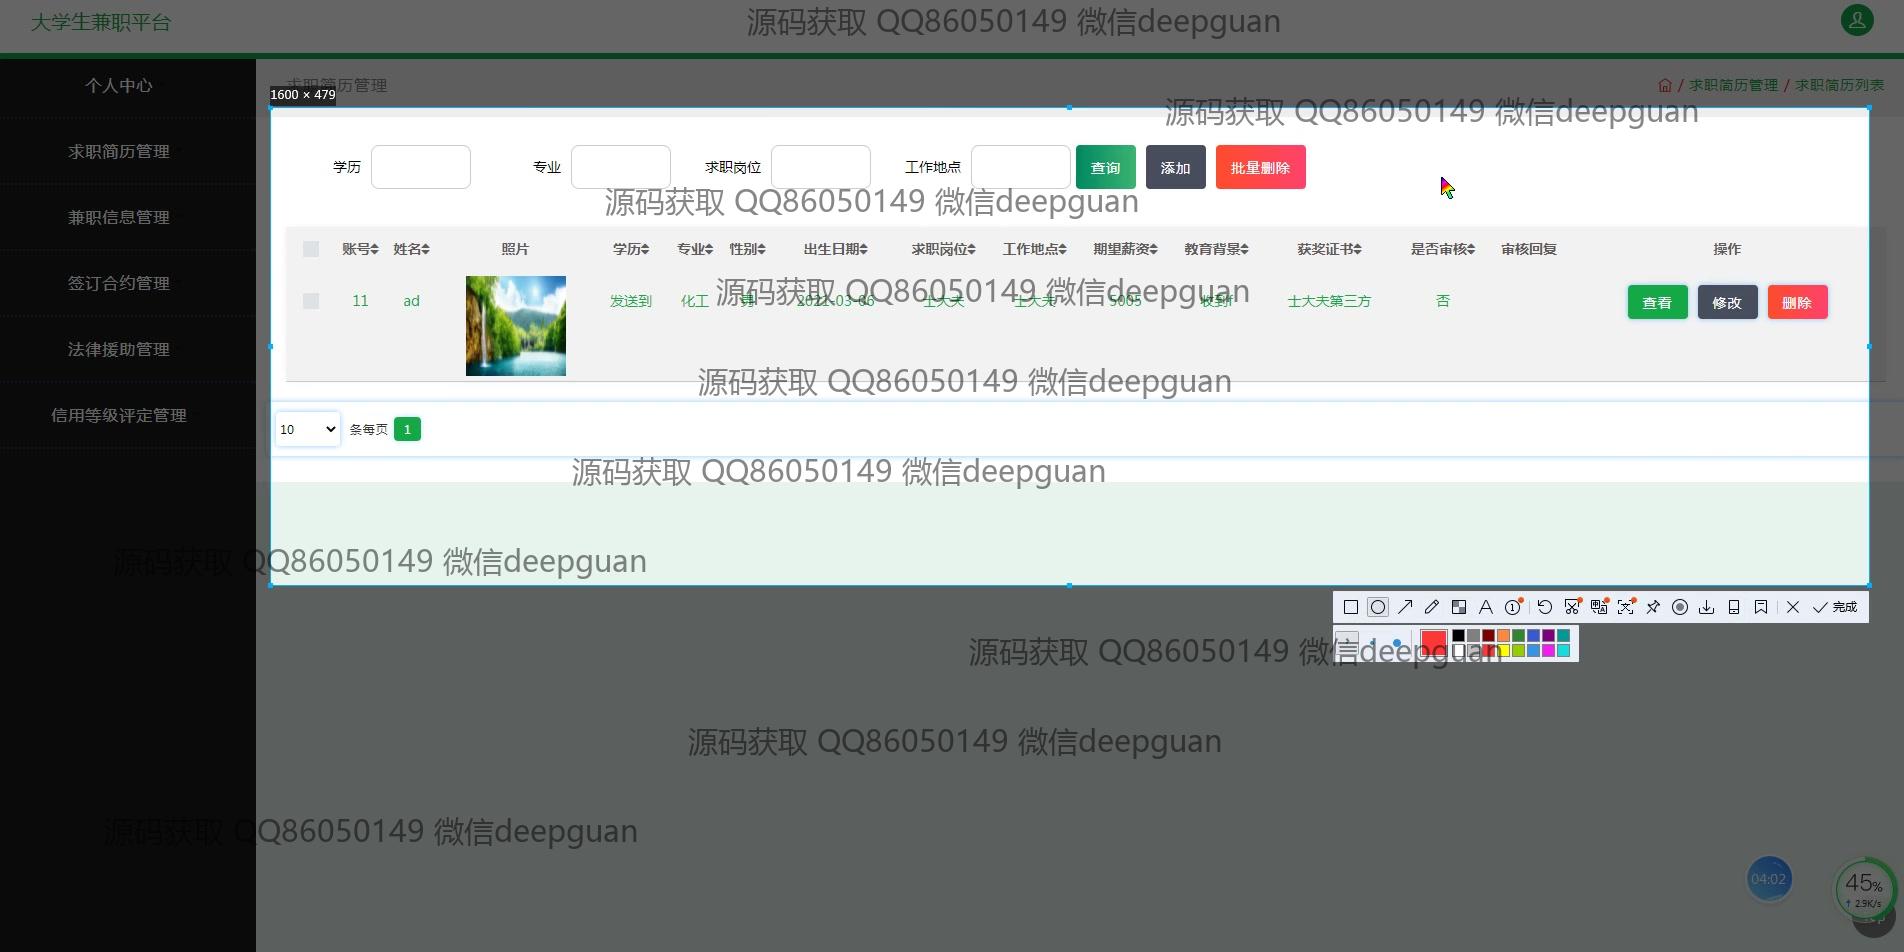 大学生兼职平台
源码获取 QQ86050149 微信deepguan
个人中心
求职简历管理
/ 求职简历管理 / 求职简历列表
1600 × 479
源码获取 QQ86050149 微信deepguan
求职简历管理
学历 专业 求职岗位 工作地点 查询 添加 批量删除
源码获取 QQ86050149 微信deepguan
兼职信息管理
账号 姓名 照片 学历 专业 性别 出生日期 求职岗位 工作地点 期望薪资 教育背景 获奖证书 是否审核 审核回复 操作
签订合约管理
源码获取 QQ86050149 微信deepguan
11 ad 发送到 化工 男 2021-03-06 士大夫 士大夫 5005 收到f 士大夫第三方 否 查看 修改 删除
法律援助管理
源码获取 QQ86050149 微信deepguan
信用等级评定管理
10 条每页 1
源码获取 QQ86050149 微信deepguan
源码获取 QQ86050149 微信deepguan
完成
源码获取 QQ86050149 微信deepguan
源码获取 QQ86050149 微信deepguan
源码获取 QQ86050149 微信deepguan
04:02
45%
↑ 2.9K/s